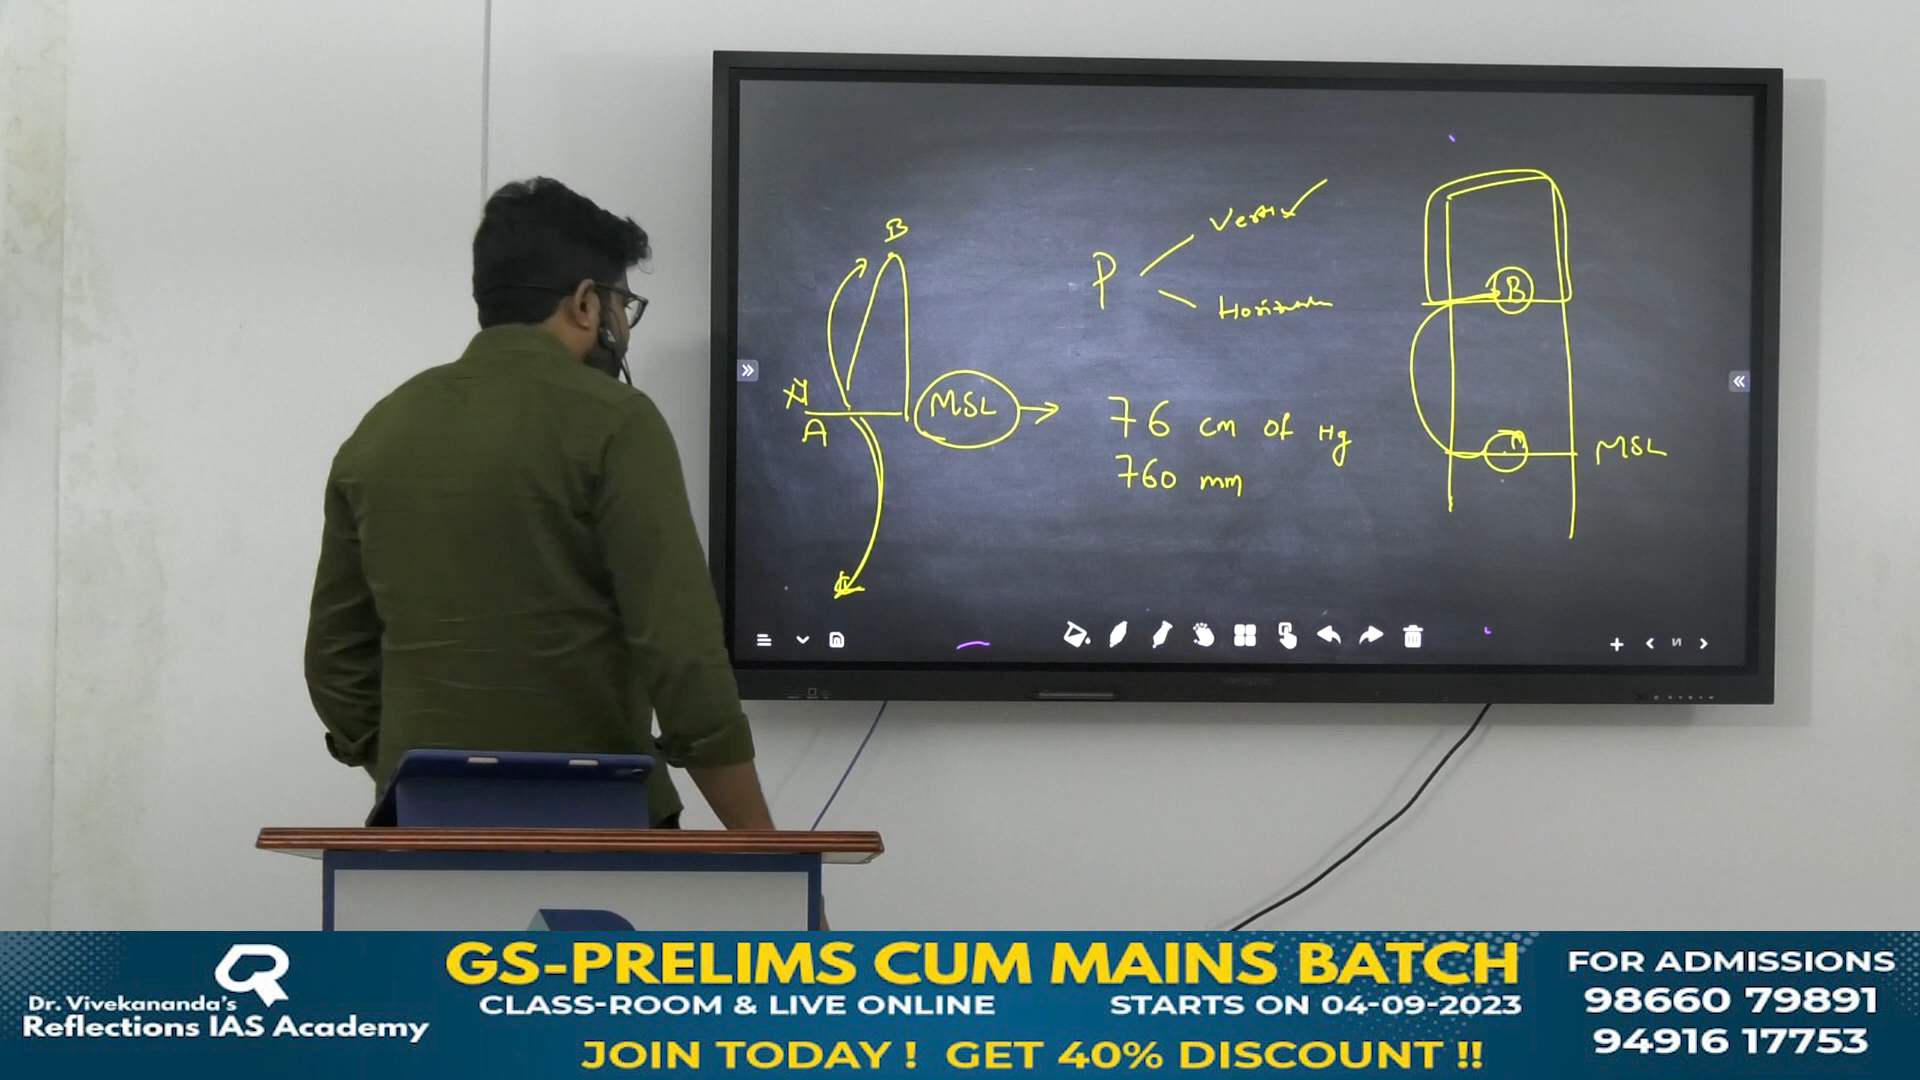 B
P
Vertix
MSL
A
76 cm of Hg
760 mm
B
MSL
GS-PRELIMS CUM MAINS BATCH
CLASS-ROOM & LIVE ONLINE STARTS ON 04-09-2023
JOIN TODAY ! GET 40% DISCOUNT !!
Dr. Vivekananda's
Reflections IAS Academy
FOR ADMISSIONS
98660 79891
94916 17753